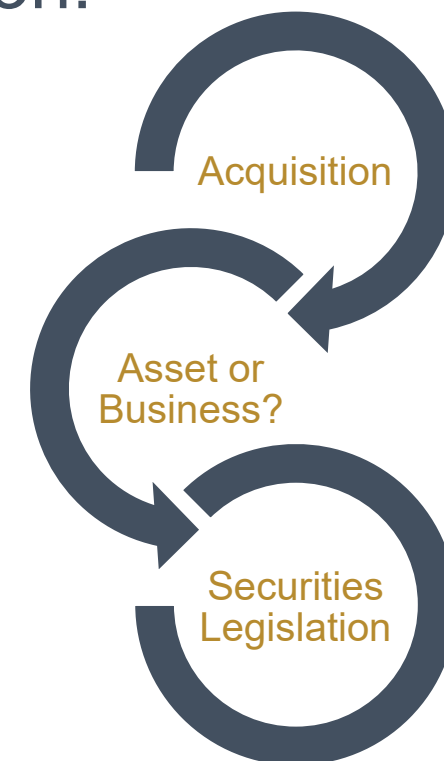 Acquisition
Asset or
Business?
Securities
Legislation